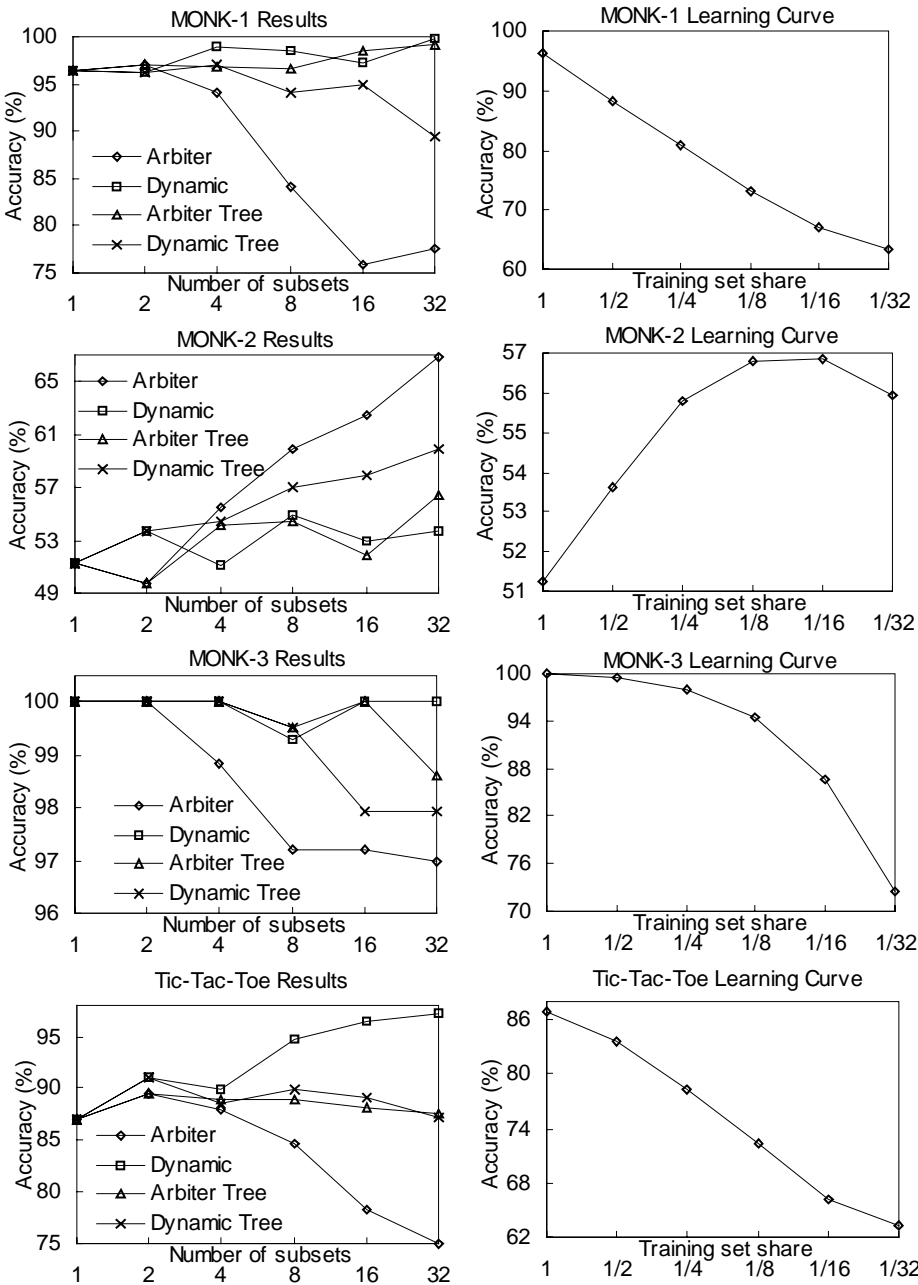 MONK-1 Results
Accuracy (%)
100
95
90
85
80
75
Arbiter
Dynamic
Arbiter Tree
Dynamic Tree
Number of subsets
1 2 4 8 16 32
MONK-1 Learning Curve
Accuracy (%)
100
90
80
70
60
Training set share
1 1/2 1/4 1/8 1/16 1/32
MONK-2 Results
Accuracy (%)
65
61
57
53
49
Arbiter
Dynamic
Arbiter Tree
Dynamic Tree
Number of subsets
1 2 4 8 16 32
MONK-2 Learning Curve
Accuracy (%)
57
56
55
54
53
52
51
Training set share
1 1/2 1/4 1/8 1/16 1/32
MONK-3 Results
Accuracy (%)
100
99
98
97
96
Arbiter
Dynamic
Arbiter Tree
Dynamic Tree
Number of subsets
1 2 4 8 16 32
MONK-3 Learning Curve
Accuracy (%)
100
94
88
82
76
70
Training set share
1 1/2 1/4 1/8 1/16 1/32
Tic-Tac-Toe Results
Accuracy (%)
95
90
85
80
75
Arbiter
Dynamic
Arbiter Tree
Dynamic Tree
Number of subsets
1 2 4 8 16 32
Tic-Tac-Toe Learning Curve
Accuracy (%)
86
80
74
68
62
Training set share
1 1/2 1/4 1/8 1/16 1/32